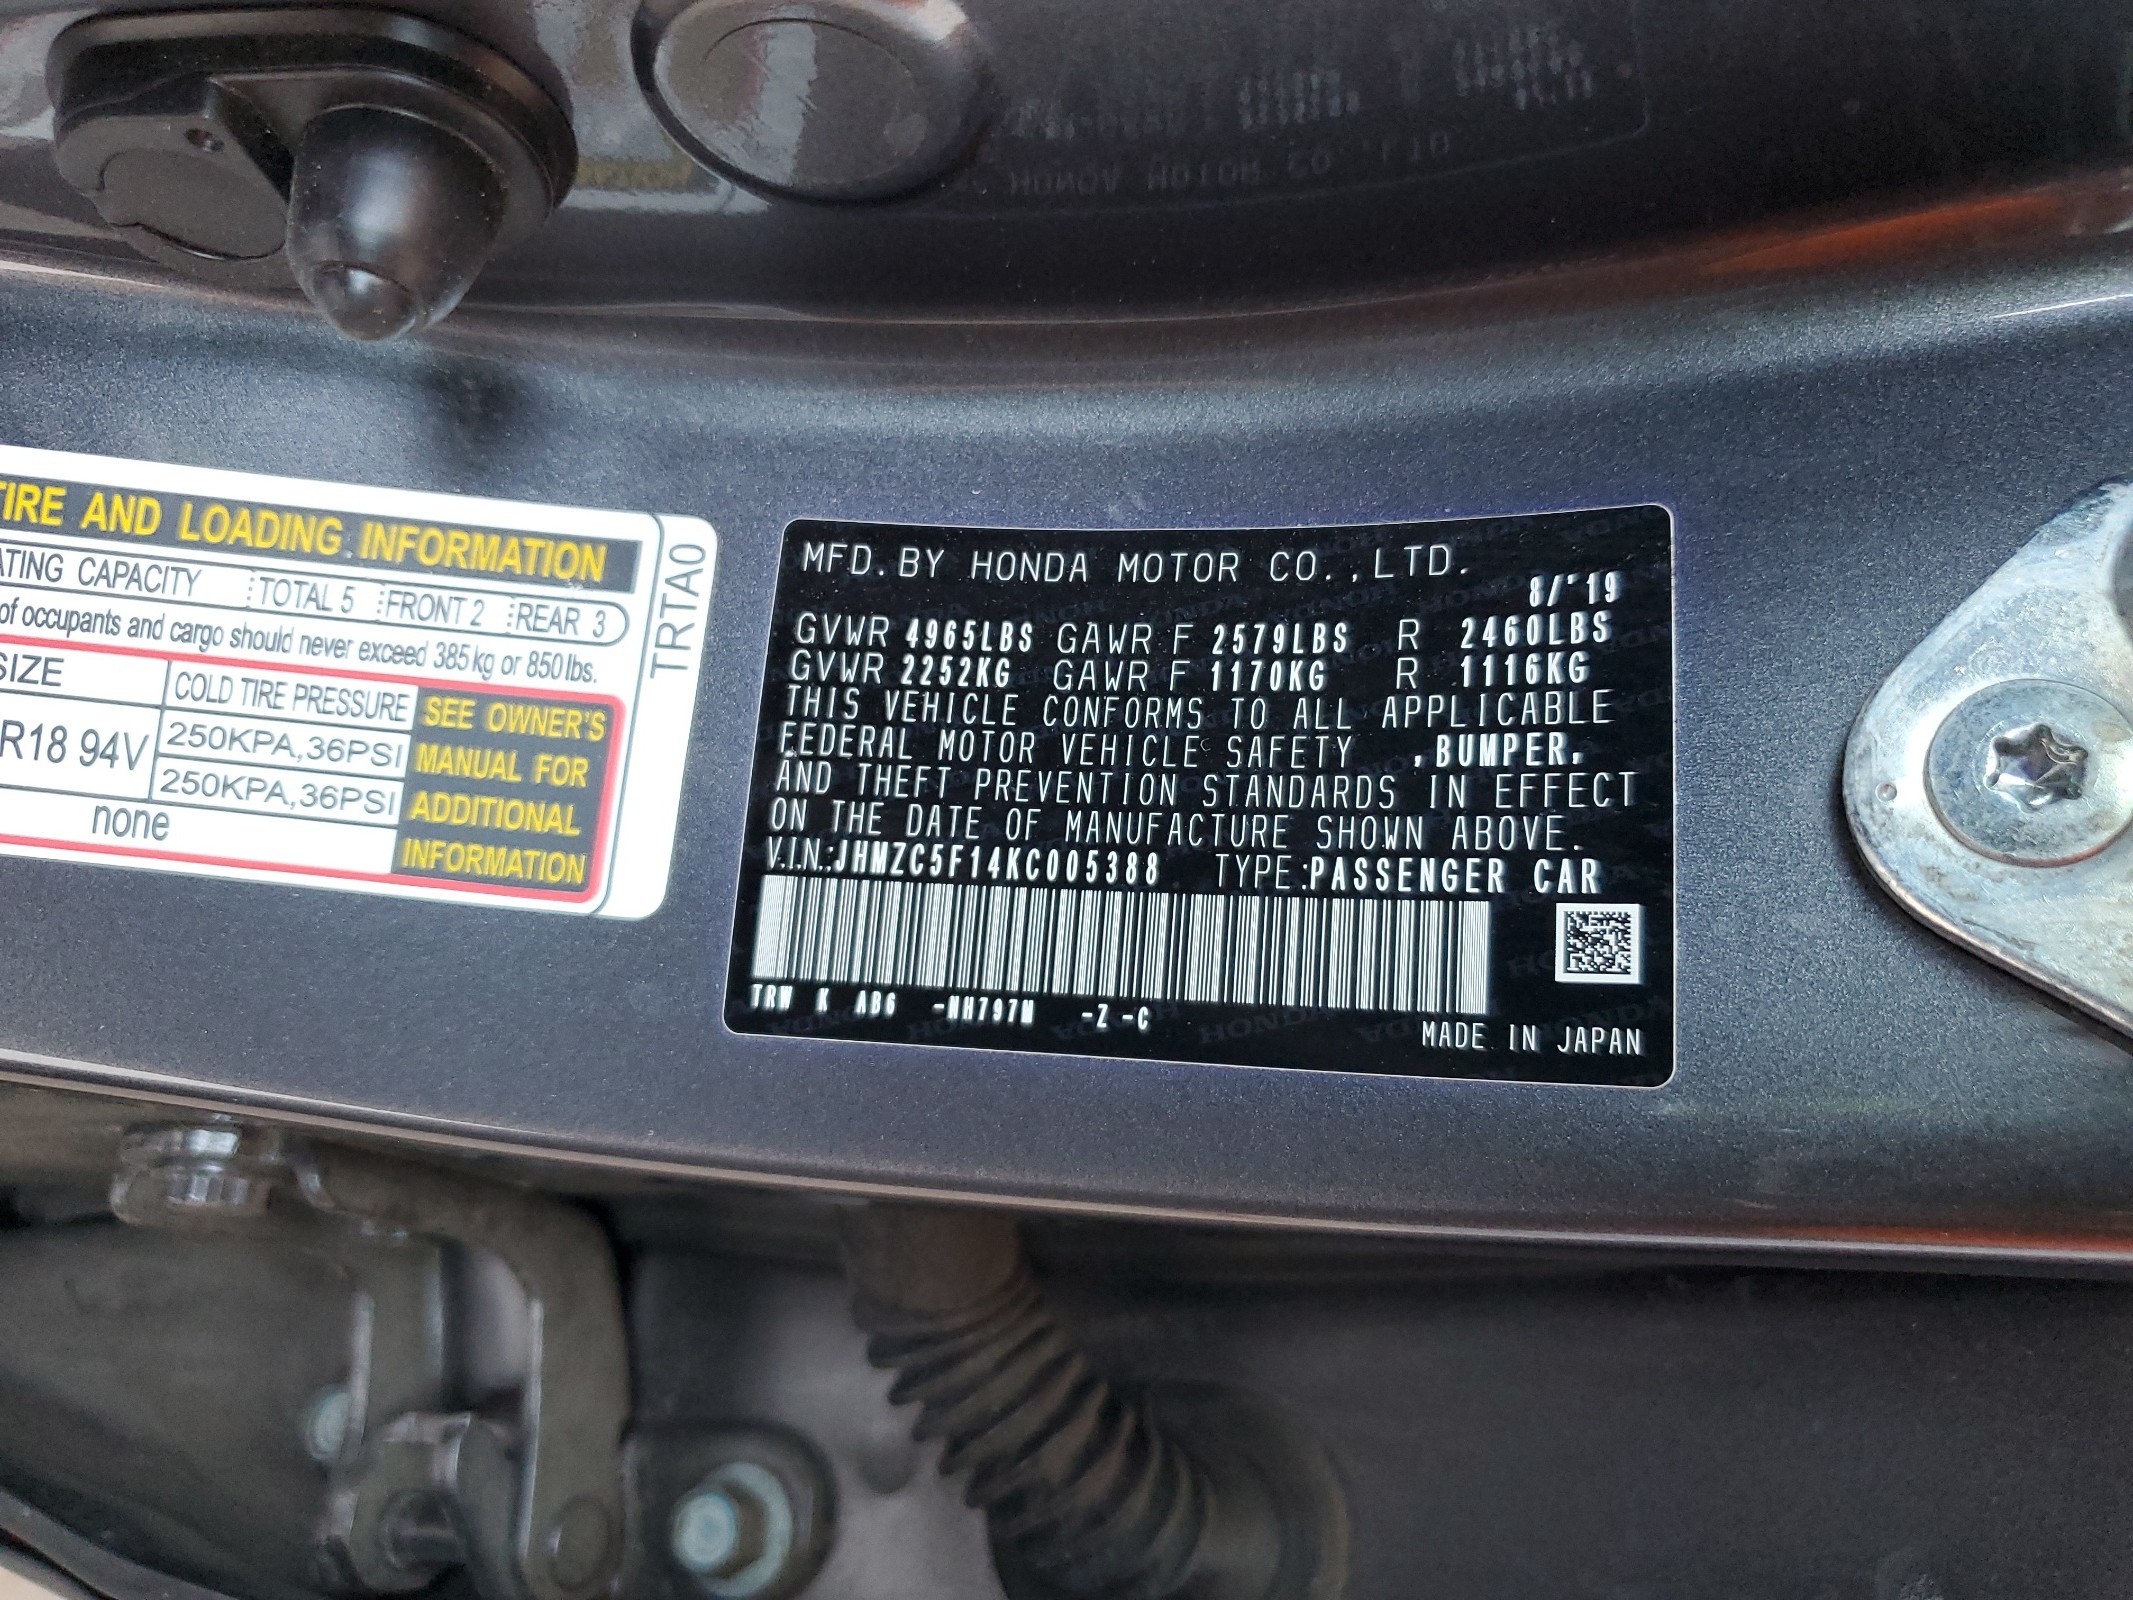 TIRE AND LOADING INFORMATION
ATING CAPACITY TOTAL 5 FRONT 2 REAR 3
of occupants and cargo should never exceed 385 kg or 850 lbs.
SIZE COLD TIRE PRESSURE
R18 94V 250KPA,36PSI
250KPA,36PSI
none
SEE OWNER'S
MANUAL FOR
ADDITIONAL
INFORMATION
TRTA0
MFD. BY HONDA MOTOR CO.,LTD.
8/'19
GVWR 4965LBS GAWR F 2579LBS R 2460LBS
GVWR 2252KG GAWR F 1170KG R 1116KG
THIS VEHICLE CONFORMS TO ALL APPLICABLE
FEDERAL MOTOR VEHICLE SAFETY ,BUMPER,
AND THEFT PREVENTION STANDARDS IN EFFECT
ON THE DATE OF MANUFACTURE SHOWN ABOVE.
V.I.N.:JHMZC5F14KC005388 TYPE:PASSENGER CAR
TRW K AB6 -NH797M -Z -C
MADE IN JAPAN